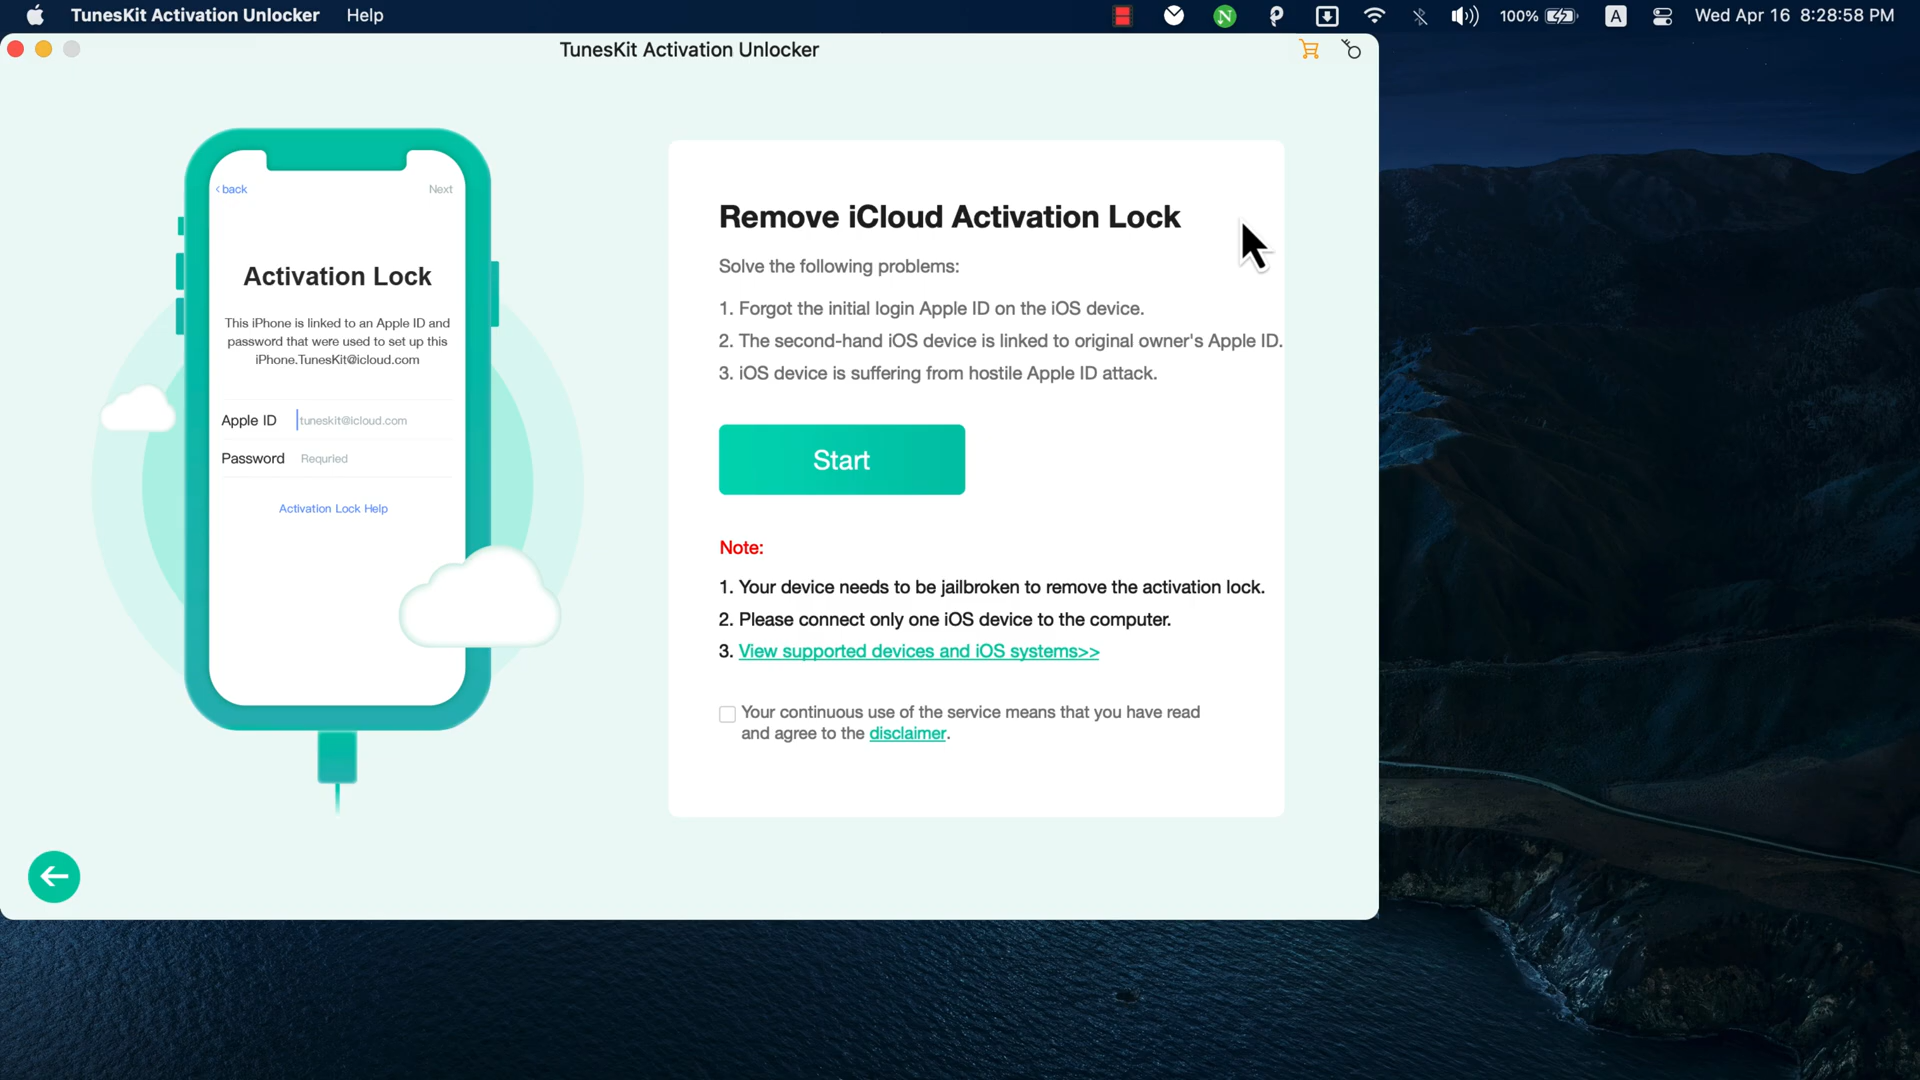 TunesKit Activation Unlocker Help 100% A Wed Apr 16 8:28:58 PM
TunesKit Activation Unlocker
‹ back Next
Activation Lock
This iPhone is linked to an Apple ID and
password that were used to set up this
iPhone.TunesKit@icloud.com
Apple ID tuneskit@icloud.com
Password Requried
Activation Lock Help
Remove iCloud Activation Lock
Solve the following problems:
1. Forgot the initial login Apple ID on the iOS device.
2. The second-hand iOS device is linked to original owner's Apple ID.
3. iOS device is suffering from hostile Apple ID attack.
Start
Note:
1. Your device needs to be jailbroken to remove the activation lock.
2. Please connect only one iOS device to the computer.
3. View supported devices and iOS systems>>
Your continuous use of the service means that you have read
and agree to the disclaimer.